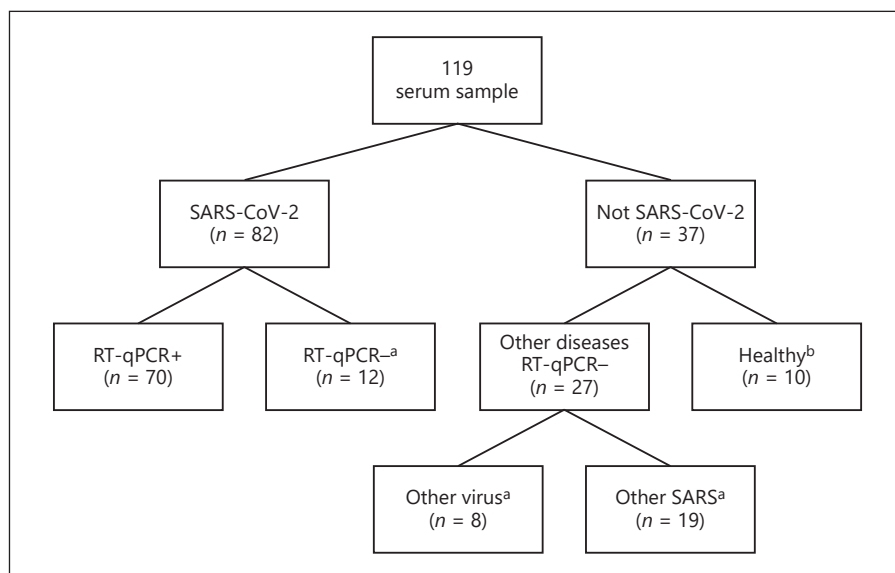 119
serum sample
SARS-CoV-2
(n = 82)
Not SARS-CoV-2
(n = 37)
RT-qPCR+
(n = 70)
RT-qPCR–ᵃ
(n = 12)
Other diseases
RT-qPCR–
(n = 27)
Healthyᵇ
(n = 10)
Other virusᵃ
(n = 8)
Other SARSᵃ
(n = 19)